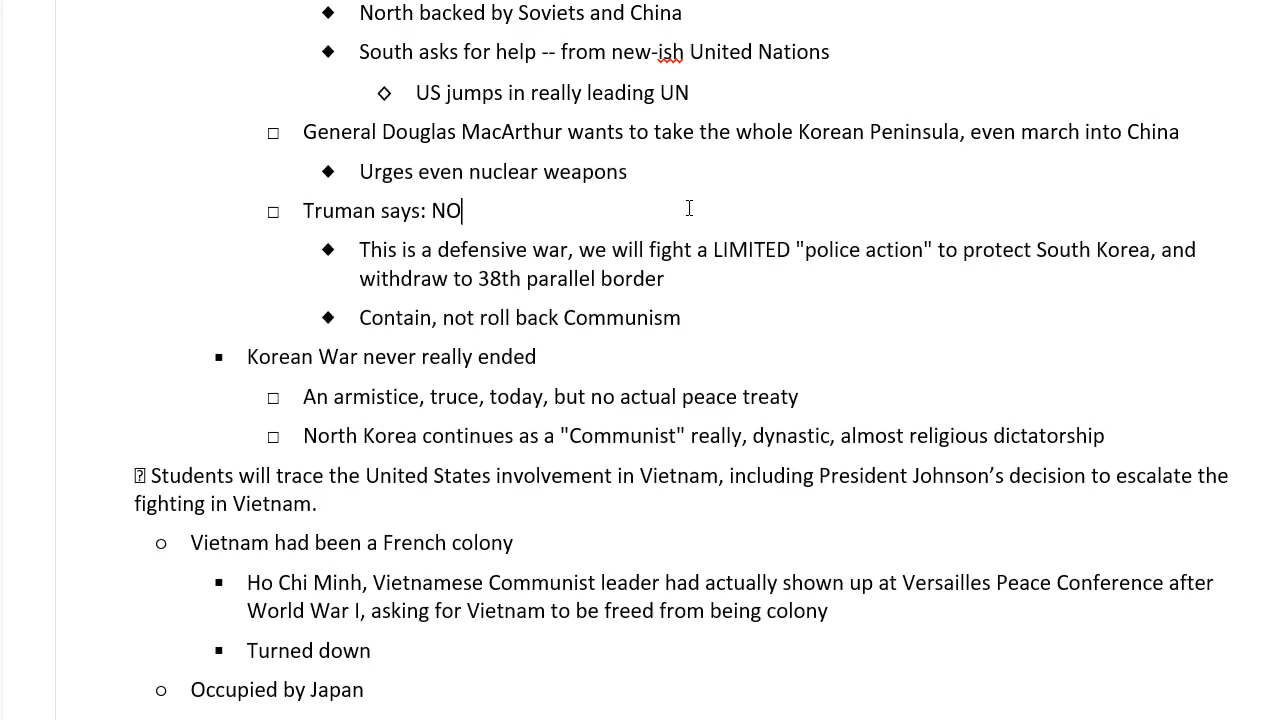 North backed by Soviets and China
South asks for help -- from new-ish United Nations
US jumps in really leading UN
General Douglas MacArthur wants to take the whole Korean Peninsula, even march into China
Urges even nuclear weapons
Truman says: NO
This is a defensive war, we will fight a LIMITED "police action" to protect South Korea, and
withdraw to 38th parallel border
Contain, not roll back Communism
Korean War never really ended
An armistice, truce, today, but no actual peace treaty
North Korea continues as a "Communist" really, dynastic, almost religious dictatorship
Students will trace the United States involvement in Vietnam, including President Johnson’s decision to escalate the
fighting in Vietnam.
Vietnam had been a French colony
Ho Chi Minh, Vietnamese Communist leader had actually shown up at Versailles Peace Conference after
World War I, asking for Vietnam to be freed from being colony
Turned down
Occupied by Japan